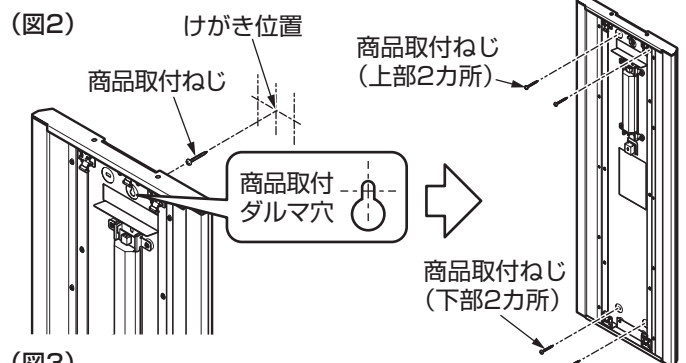 (図2)
けがき位置
商品取付ねじ
商品取付
ダルマ穴
商品取付ねじ
(上部2カ所)
商品取付ねじ
(下部2カ所)
(図3)